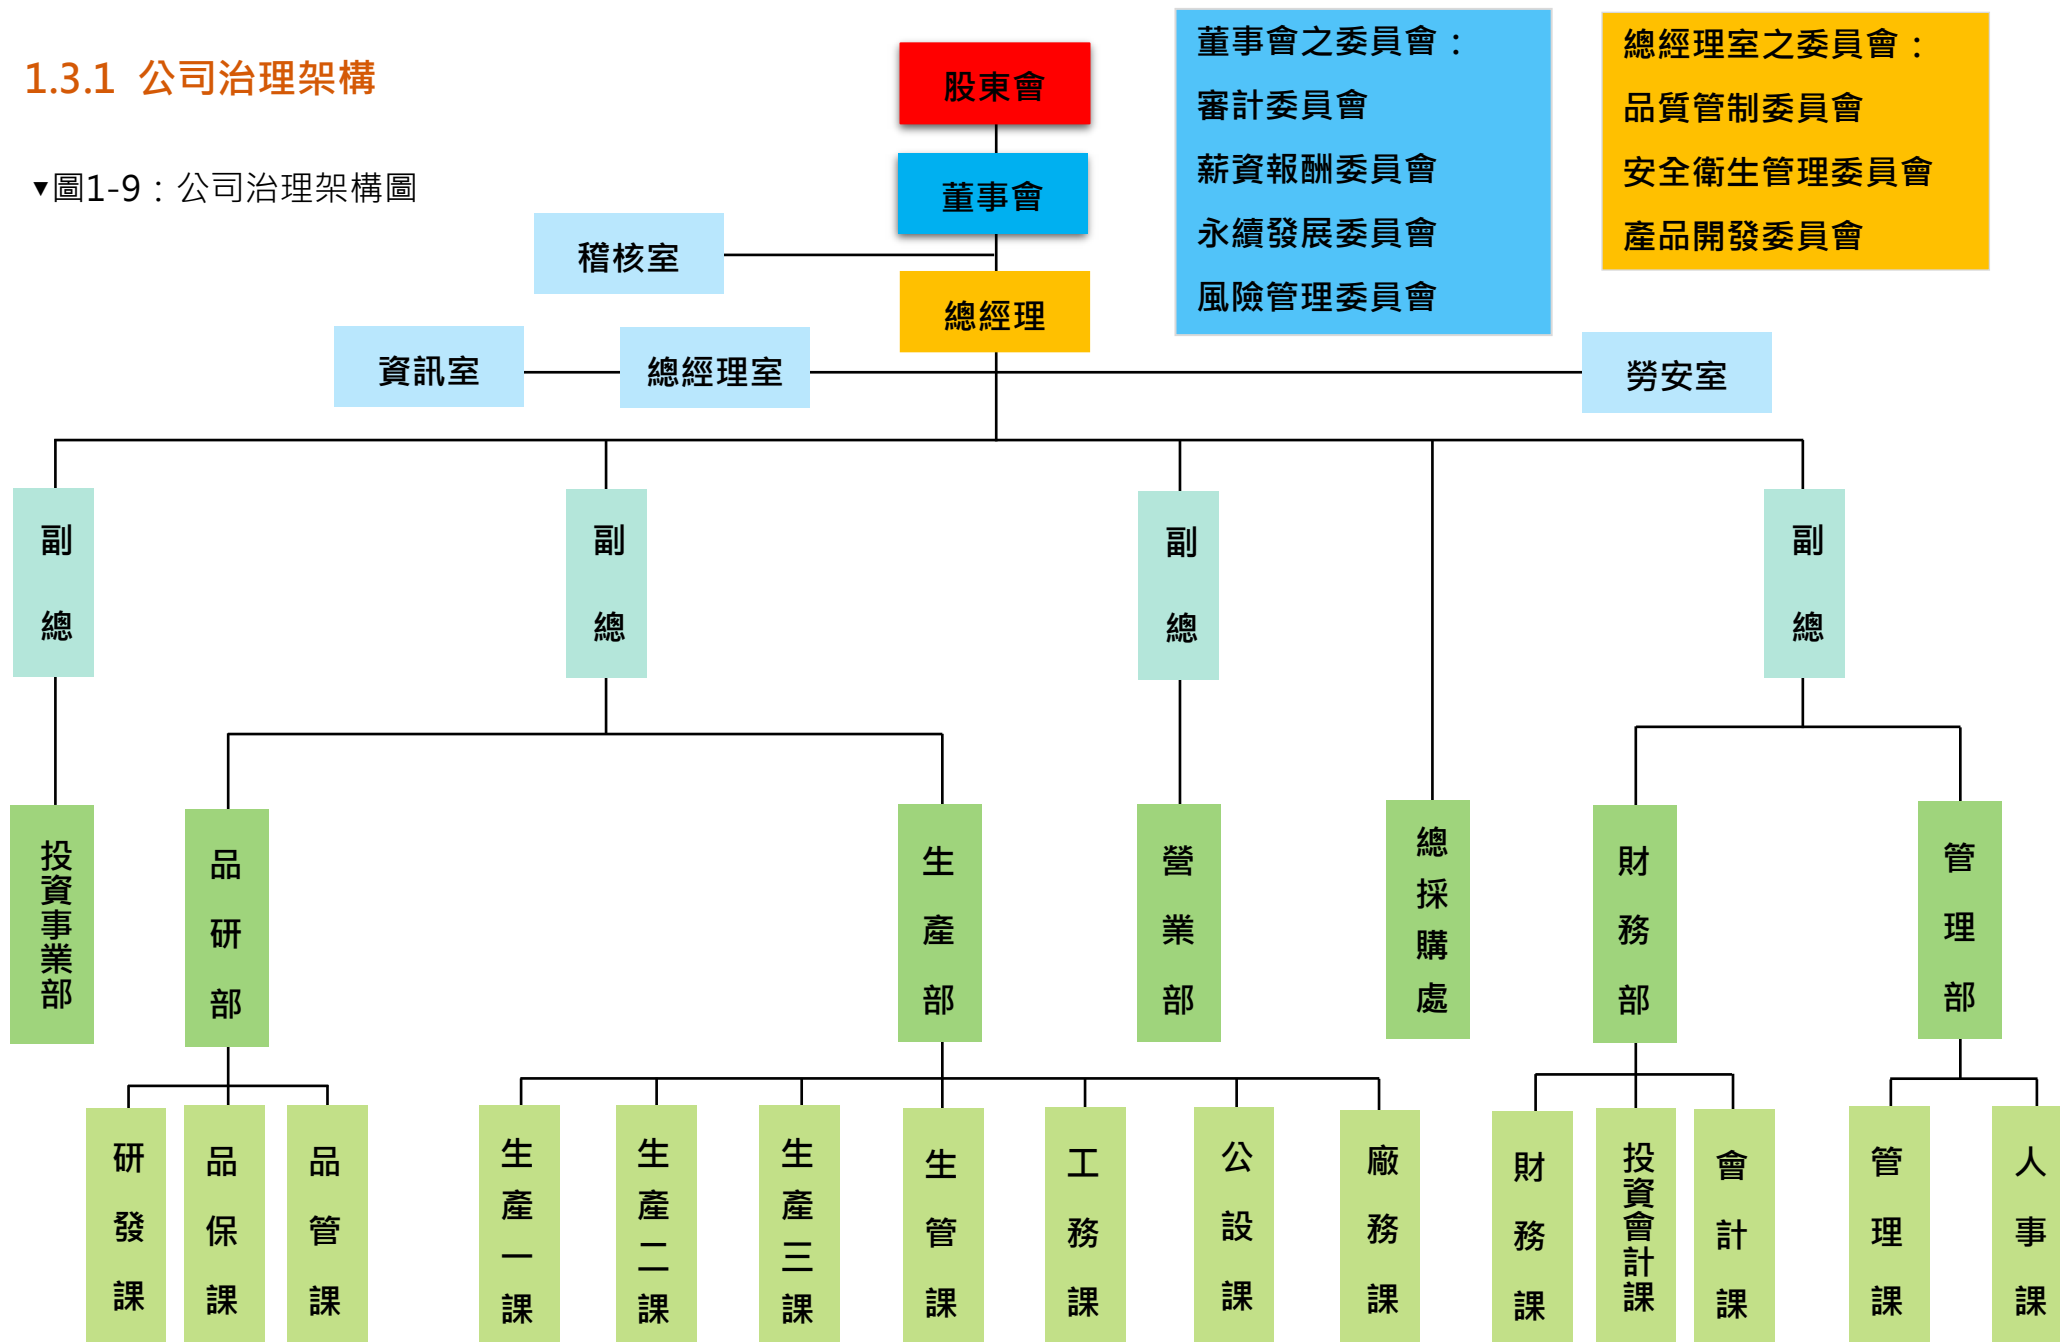 1.3.1 公司治理架構
▼圖1-9：公司治理架構圖
股東會
董事會
稽核室
總經理
資訊室
總經理室
勞安室
董事會之委員會：
審計委員會
薪資報酬委員會
永續發展委員會
風險管理委員會
總經理室之委員會：
品質管制委員會
安全衛生管理委員會
產品開發委員會
副總
副總
副總
副總
投資事業部
品研部
生產部
營業部
總採購處
財務部
管理部
研發課
品保課
品管課
生產一課
生產二課
生產三課
生管課
工務課
公設課
廠務課
財務課
投資會計課
會計課
管理課
人事課